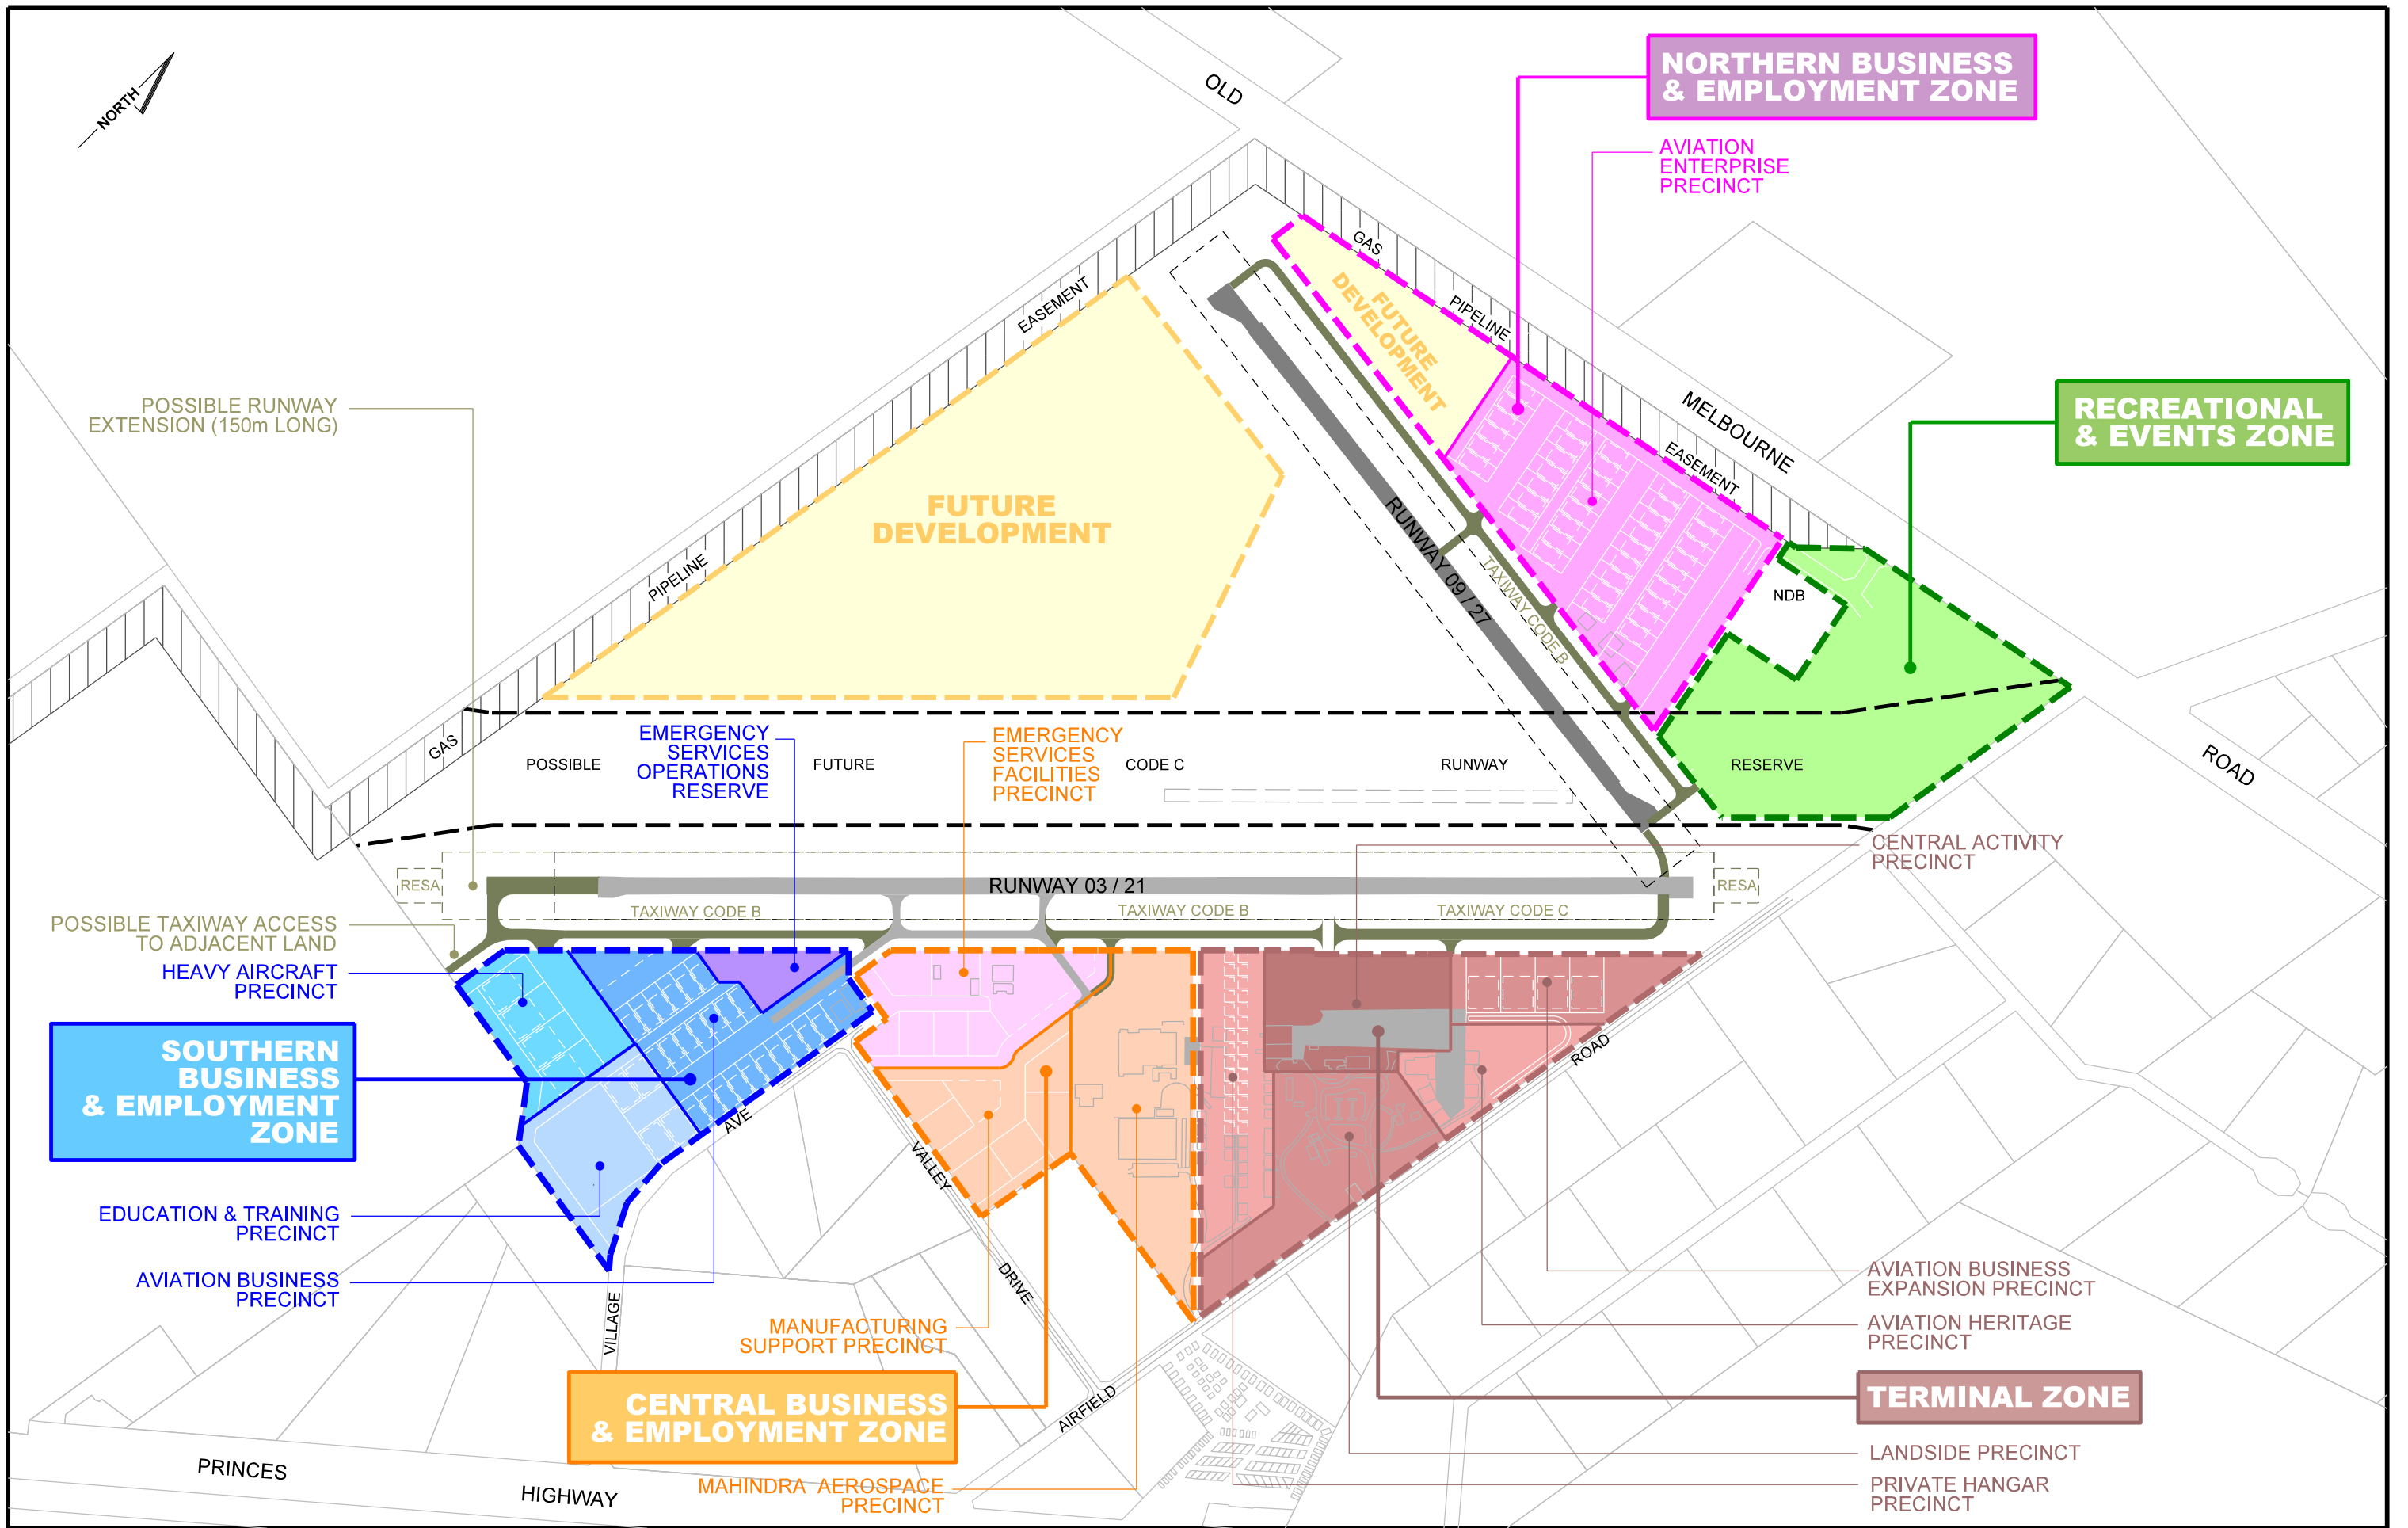 NORTH
OLD
NORTHERN BUSINESS
& EMPLOYMENT ZONE
AVIATION
ENTERPRISE
PRECINCT
GAS
PIPELINE
EASEMENT
MELBOURNE
ROAD
FUTURE
DEVELOPMENT
EASEMENT
PIPELINE
GAS
RECREATIONAL
& EVENTS ZONE
POSSIBLE RUNWAY
EXTENSION (150m LONG)
FUTURE
DEVELOPMENT
RUNWAY 09 / 27
TAXIWAY CODE B
NDB
EMERGENCY
SERVICES
OPERATIONS
RESERVE
EMERGENCY
SERVICES
FACILITIES
PRECINCT
POSSIBLE
FUTURE
CODE C
RUNWAY
RESERVE
CENTRAL ACTIVITY
PRECINCT
RESA
RUNWAY 03 / 21
RESA
TAXIWAY CODE B
TAXIWAY CODE B
TAXIWAY CODE C
POSSIBLE TAXIWAY ACCESS
TO ADJACENT LAND
HEAVY AIRCRAFT
PRECINCT
SOUTHERN
BUSINESS
& EMPLOYMENT
ZONE
EDUCATION & TRAINING
PRECINCT
AVIATION BUSINESS
PRECINCT
AVE
VILLAGE
VALLEY
DRIVE
ROAD
AIRFIELD
MANUFACTURING
SUPPORT PRECINCT
CENTRAL BUSINESS
& EMPLOYMENT ZONE
MAHINDRA AEROSPACE
PRECINCT
AVIATION BUSINESS
EXPANSION PRECINCT
AVIATION HERITAGE
PRECINCT
TERMINAL ZONE
LANDSIDE PRECINCT
PRIVATE HANGAR
PRECINCT
PRINCES
HIGHWAY